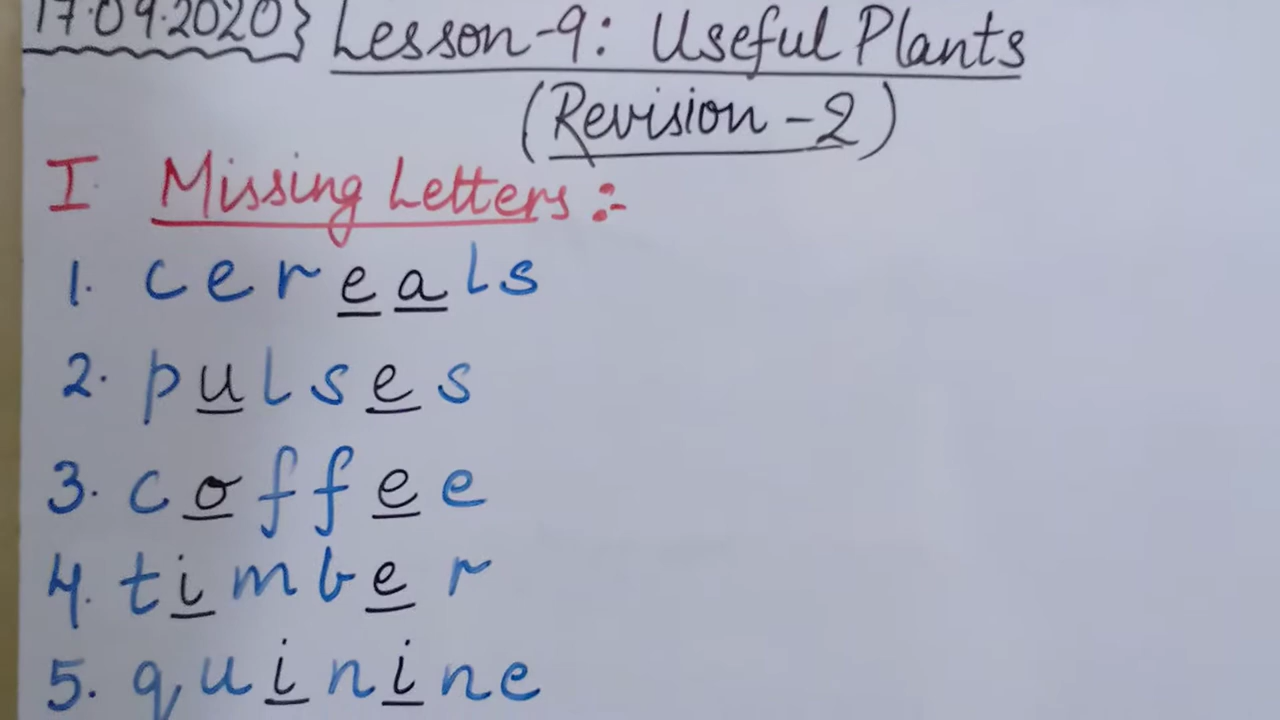 17.09.2020} Lesson-9: Useful Plants
(Revision-2)
I. Missing Letters:-
1. cereals
2. pulses
3. coffee
4. timber
5. quinine